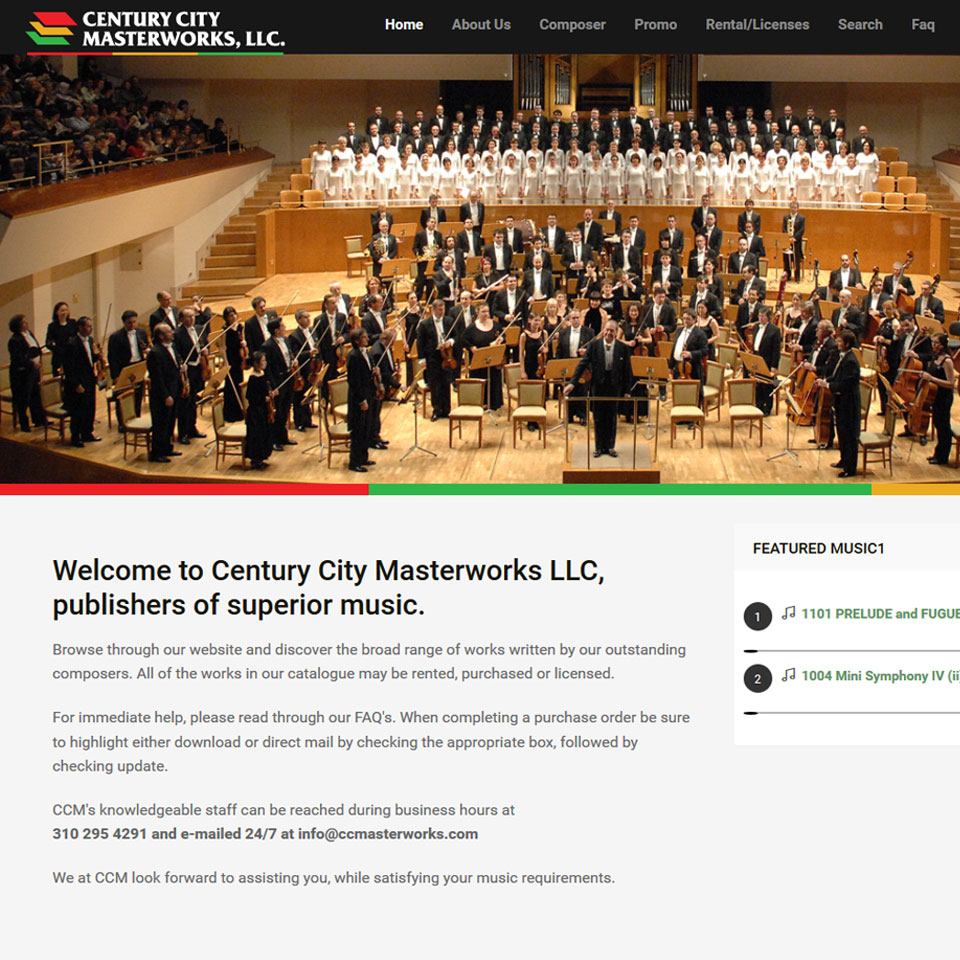 CENTURY CITY
MASTERWORKS, LLC.
Home About Us Composer Promo Rental/Licenses Search Faq
Welcome to Century City Masterworks LLC,
publishers of superior music.
Browse through our website and discover the broad range of works written by our outstanding
composers. All of the works in our catalogue may be rented, purchased or licensed.
For immediate help, please read through our FAQ's. When completing a purchase order be sure
to highlight either download or direct mail by checking the appropriate box, followed by
checking update.
CCM's knowledgeable staff can be reached during business hours at
310 295 4291 and e-mailed 24/7 at info@ccmasterworks.com
We at CCM look forward to assisting you, while satisfying your music requirements.
FEATURED MUSIC1
1 1101 PRELUDE and FUGUE
2 1004 Mini Symphony IV (ii)